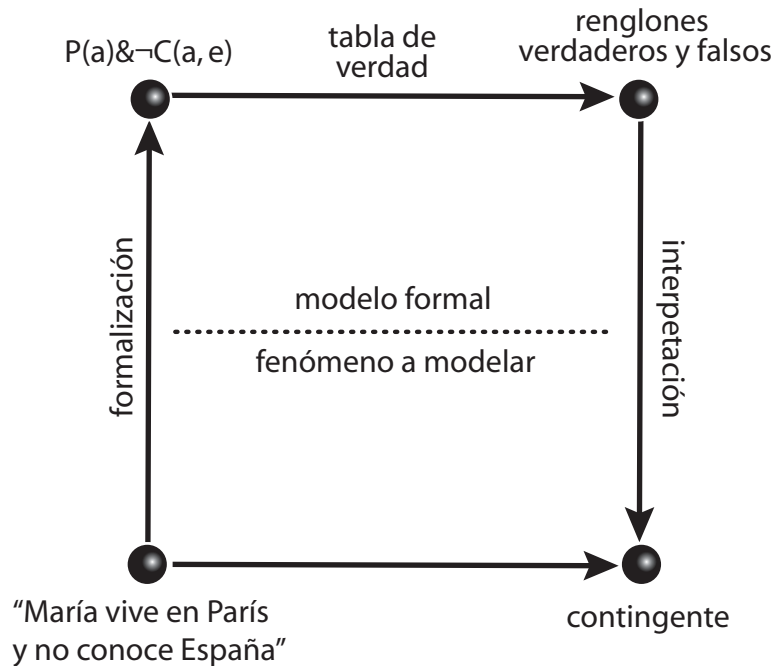 P(a)&¬C(a, e)
tabla de
verdad
renglones
verdaderos y falsos
formalización
modelo formal
fenómeno a modelar
interpetación
“María vive en París
y no conoce España”
contingente